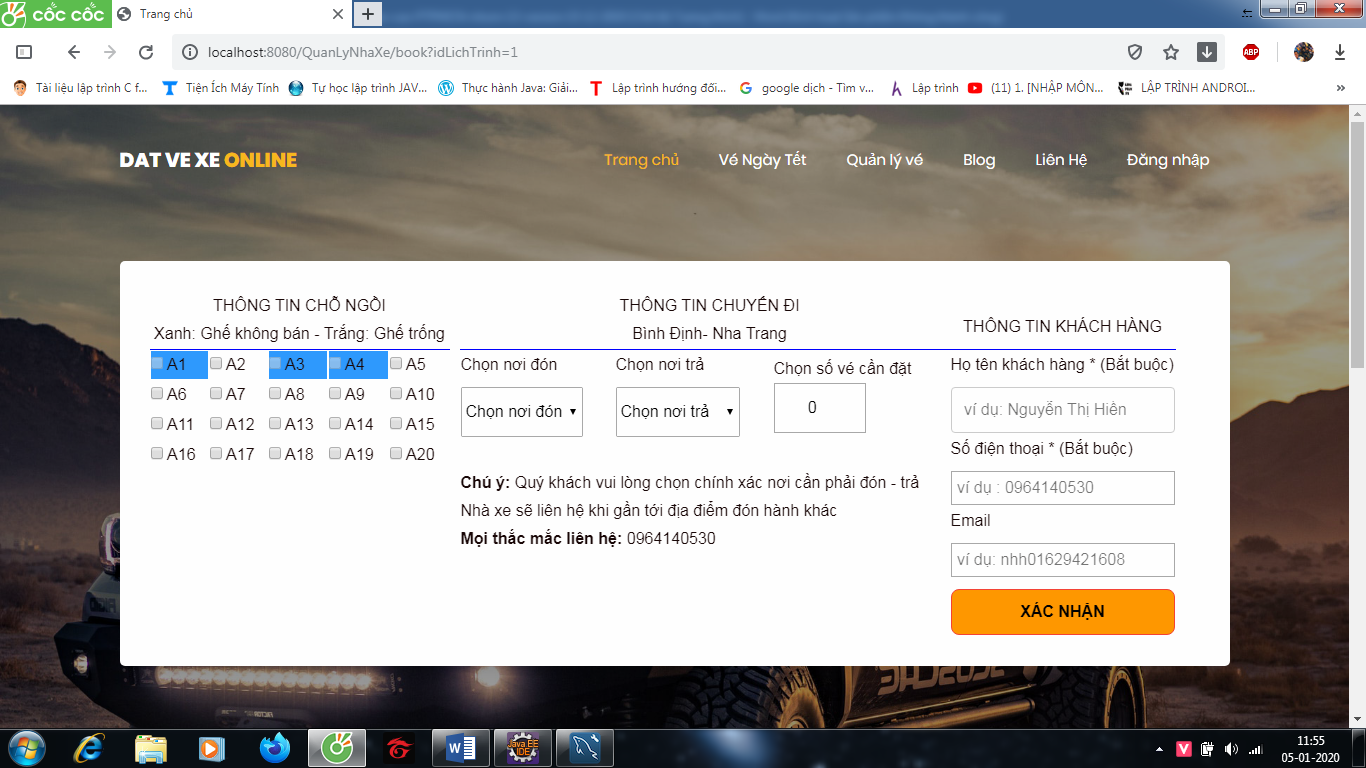 cốc cốc
Trang chủ
localhost:8080/QuanLyNhaXe/book?idLichTrinh=1
ABP
Tài liệu lập trình C f...
Tiện Ích Máy Tính
Tự học lập trình JAV...
Thực hành Java: Giải...
Lập trình hướng đối...
google dịch - Tìm v...
Lập trình
(11) 1. [NHẬP MÔN...
LẬP TRÌNH ANDROI...
DAT VE XE ONLINE
Trang chủ
Vé Ngày Tết
Quản lý vé
Blog
Liên Hệ
Đăng nhập
THÔNG TIN CHỖ NGỒI
Xanh: Ghế không bán - Trắng: Ghế trống
A1 A2 A3 A4 A5
A6 A7 A8 A9 A10
A11 A12 A13 A14 A15
A16 A17 A18 A19 A20
THÔNG TIN CHUYẾN ĐI
Bình Định- Nha Trang
Chọn nơi đón
Chọn nơi trả
Chọn số vé cần đặt
Chọn nơi đón
Chọn nơi trả
0
Chú ý: Quý khách vui lòng chọn chính xác nơi cần phải đón - trả
Nhà xe sẽ liên hệ khi gần tới địa điểm đón hành khác
Mọi thắc mắc liên hệ: 0964140530
THÔNG TIN KHÁCH HÀNG
Họ tên khách hàng * (Bắt buộc)
ví dụ: Nguyễn Thị Hiên
Số điện thoại * (Bắt buộc)
ví dụ : 0964140530
Email
ví dụ: nhh01629421608
XÁC NHẬN
Java EE
IDE
V
11:55
05-01-2020